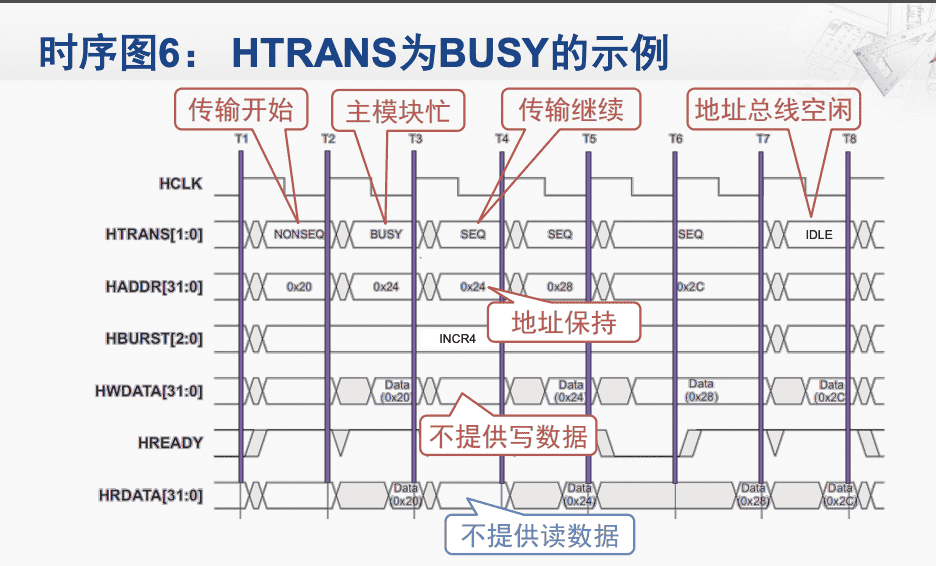 时序图6： HTRANS为BUSY的示例
传输开始 主模块忙 传输继续 地址总线空闲
T1 T2 T3 T4 T5 T6 T7 T8
HCLK
HTRANS[1:0] NONSEQ BUSY SEQ SEQ SEQ IDLE
HADDR[31:0] 0x20 0x24 0x24 0x28 0x2C
地址保持
HBURST[2:0] INCR4
HWDATA[31:0] Data (0x20) Data (0x24) Data (0x28) Data (0x2C)
不提供写数据
HREADY
HRDATA[31:0] Data (0x20) Data (0x24) Data (0x28) Data (0x2C)
不提供读数据